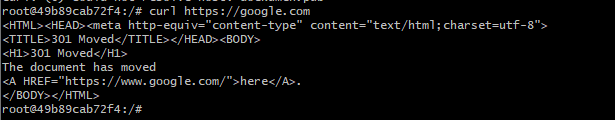 root@49b89cab72f4:/# curl https://google.com
<HTML><HEAD><meta http-equiv="content-type" content="text/html;charset=utf-8">
<TITLE>301 Moved</TITLE></HEAD><BODY>
<H1>301 Moved</H1>
The document has moved
<A HREF="https://www.google.com/">here</A>.
</BODY></HTML>
root@49b89cab72f4:/#